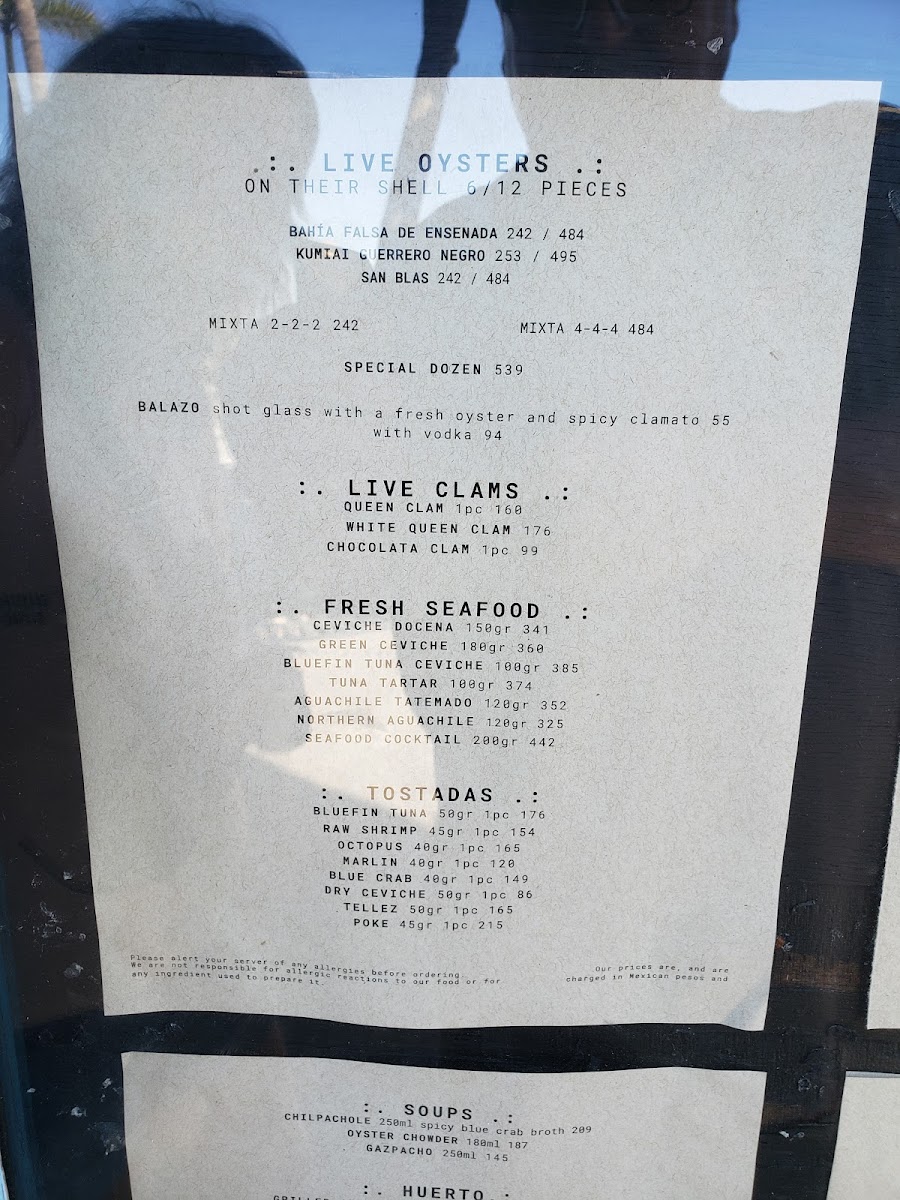 .:. LIVE OYSTERS .:
ON THEIR SHELL 6/12 PIECES
BAHÍA FALSA DE ENSENADA 242 / 484
KUMIAI GUERRERO NEGRO 253 / 495
SAN BLAS 242 / 484
MIXTA 2-2-2 242
MIXTA 4-4-4 484
SPECIAL DOZEN 539
BALAZO shot glass with a fresh oyster and spicy clamato 55
with vodka 94
:. LIVE CLAMS .:
QUEEN CLAM 1pc 160
WHITE QUEEN CLAM 176
CHOCOLATA CLAM 1pc 99
:. FRESH SEAFOOD .:
CEVICHE DOCENA 150gr 341
GREEN CEVICHE 180gr 360
BLUEFIN TUNA CEVICHE 100gr 385
TUNA TARTAR 100gr 374
AGUACHILE TATEMADO 120gr 352
NORTHERN AGUACHILE 120gr 325
SEAFOOD COCKTAIL 200gr 442
:. TOSTADAS .:
BLUEFIN TUNA 50gr 1pc 176
RAW SHRIMP 45gr 1pc 154
OCTOPUS 40gr 1pc 165
MARLIN 40gr 1pc 120
BLUE CRAB 40gr 1pc 149
DRY CEVICHE 50gr 1pc 86
TELLEZ 50gr 1pc 165
POKE 45gr 1pc 215
Please alert your server of any allergies before ordering.
We are not responsible for allergic reactions to our food or for
any ingredient used to prepare it.
Our prices are, and are
charged in Mexican pesos and
:. SOUPS .:
CHILPACHOLE 250ml spicy blue crab broth 209
OYSTER CHOWDER 180ml 187
GAZPACHO 250ml 145
:. HUERTO .: